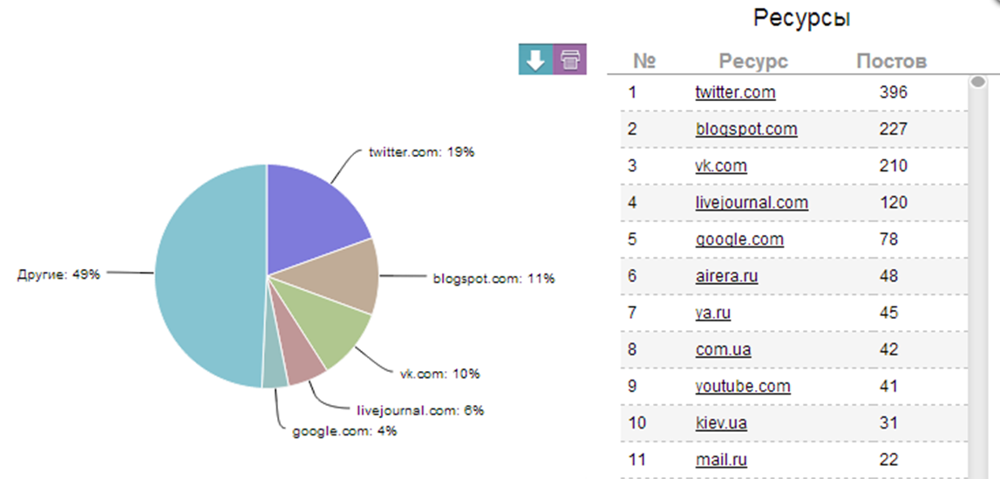 Ресурсы
№ Ресурс Постов
1 twitter.com 396
2 blogspot.com 227
3 vk.com 210
4 livejournal.com 120
5 google.com 78
6 airera.ru 48
7 ya.ru 45
8 com.ua 42
9 youtube.com 41
10 kiev.ua 31
11 mail.ru 22
twitter.com: 19%
Другие: 49%
blogspot.com: 11%
vk.com: 10%
livejournal.com: 6%
google.com: 4%